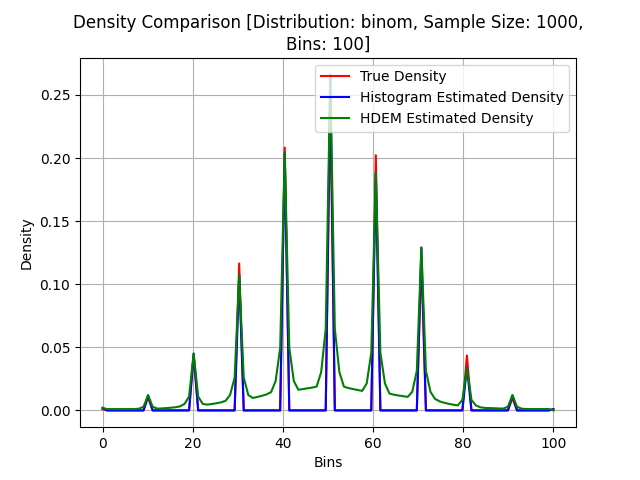 Density Comparison [Distribution: binom, Sample Size: 1000,
Bins: 100]
True Density
Histogram Estimated Density
HDEM Estimated Density
Density
0.25
0.20
0.15
0.10
0.05
0.00
0 20 40 60 80 100
Bins